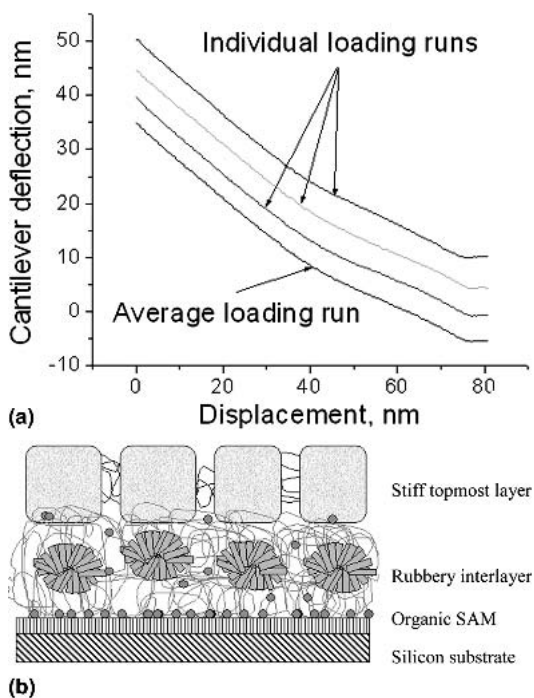 50
40
30
20
10
0
-10
Cantilever deflection, nm
Individual loading runs
Average loading run
0
20
40
60
80
Displacement, nm
(a)
Stiff topmost layer
Rubbery interlayer
Organic SAM
Silicon substrate
(b)